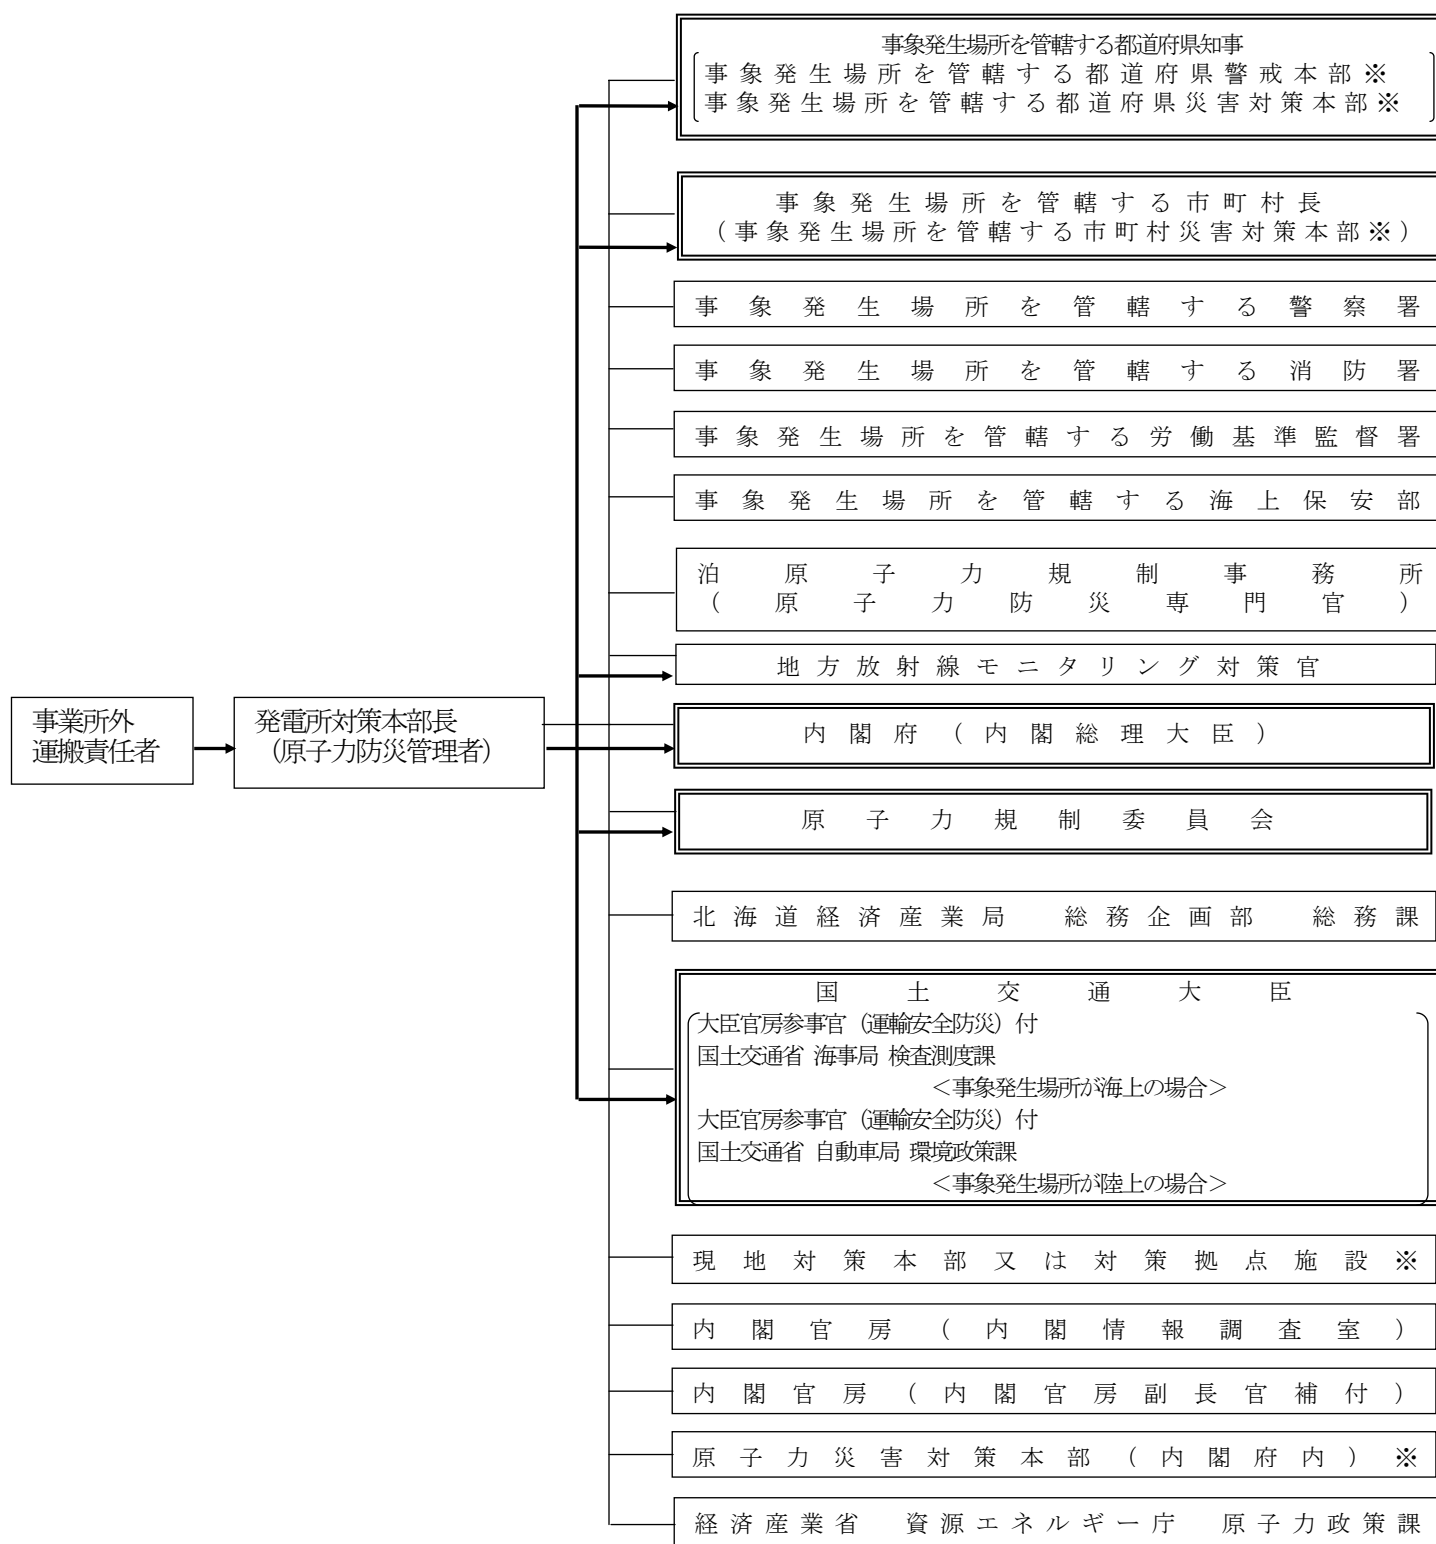 事象発生場所を管轄する都道府県知事
事象発生場所を管轄する都道府県警戒本部※
事象発生場所を管轄する都道府県災害対策本部※
事象発生場所を管轄する市町村長
(事象発生場所を管轄する市町村災害対策本部※)
事象発生場所を管轄する警察署
事象発生場所を管轄する消防署
事象発生場所を管轄する労働基準監督署
事象発生場所を管轄する海上保安部
泊原子力規制事務所
(原子力防災専門官)
地方放射線モニタリング対策官
事業所外
運搬責任者
発電所対策本部長
(原子力防災管理者)
内閣府(内閣総理大臣)
原子力規制委員会
北海道経済産業局 総務企画部 総務課
国土交通大臣
大臣官房参事官(運輸安全防災)付
国土交通省 海事局 検査測度課
<事象発生場所が海上の場合>
大臣官房参事官(運輸安全防災)付
国土交通省 自動車局 環境政策課
<事象発生場所が陸上の場合>
現地対策本部又は対策拠点施設※
内閣官房(内閣情報調査室)
内閣官房(内閣官房副長官補付)
原子力災害対策本部(内閣府内)※
経済産業省 資源エネルギー庁 原子力政策課